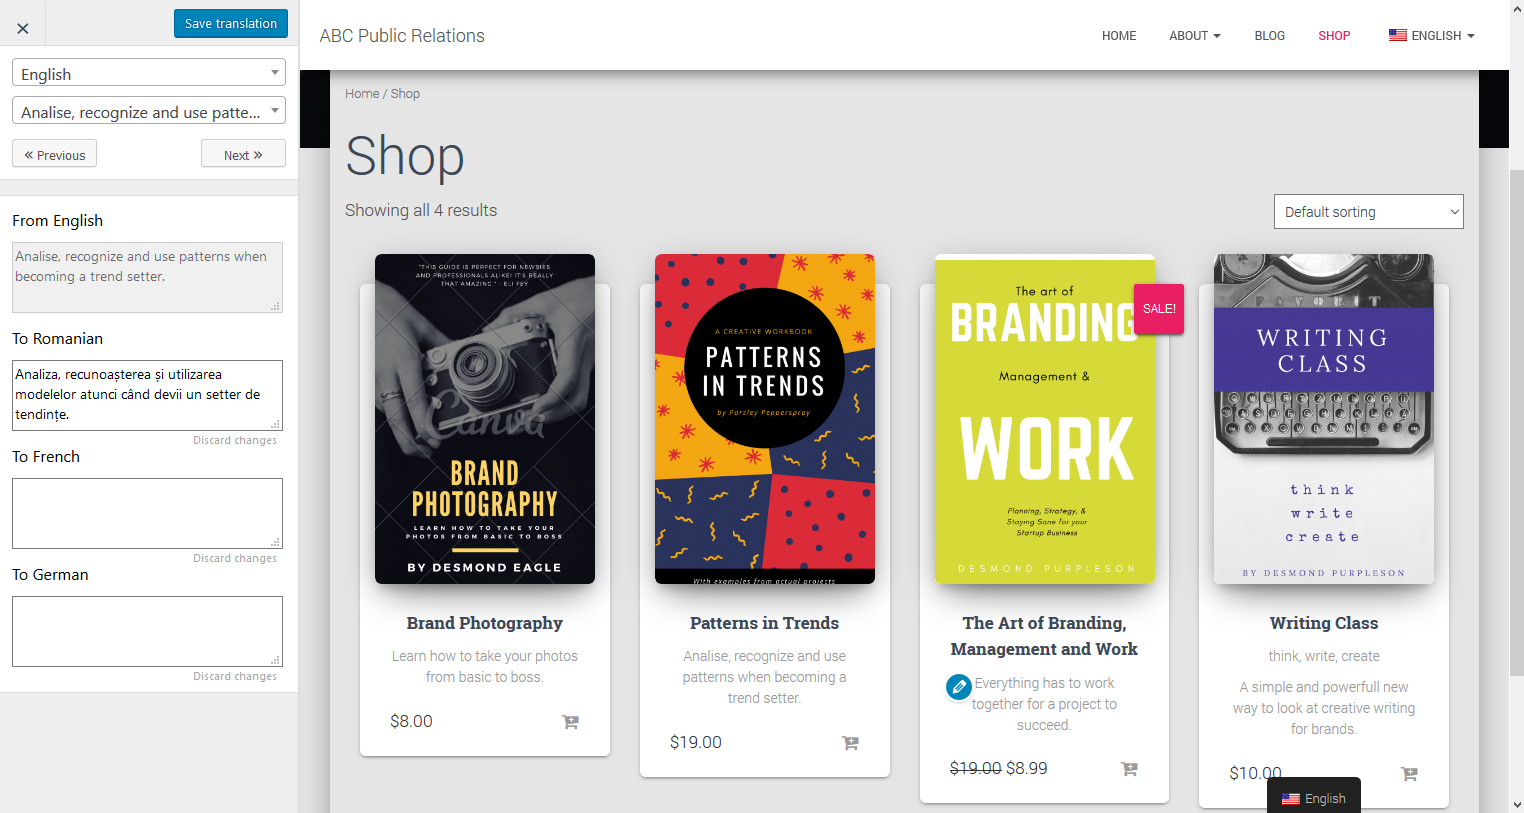 Save translation
English
Analise, recognize and use patte...
« Previous
Next »
From English
Analise, recognize and use patterns when
becoming a trend setter.
To Romanian
Analiza, recunoașterea și utilizarea
modelelor atunci când devii un setter de
tendințe.
Discard changes
To French
Discard changes
To German
Discard changes
ABC Public Relations
HOME
ABOUT
BLOG
SHOP
ENGLISH
Home / Shop
Shop
Showing all 4 results
Default sorting
"THIS GUIDE IS PERFECT FOR NEWBIES
AND PROFESSIONALS ALIKE! IT'S REALLY
THAT AMAZING." - ELI FEY
Canva
BRAND
PHOTOGRAPHY
LEARN HOW TO TAKE YOUR
PHOTOS FROM BASIC TO BOSS
BY DESMOND EAGLE
Brand Photography
Learn how to take your photos
from basic to boss.
$8.00
A CREATIVE WORKBOOK
PATTERNS
IN TRENDS
by Parsley Pepperspray
With examples from actual projects
Patterns in Trends
Analise, recognize and use
patterns when becoming a
trend setter.
$19.00
SALE!
The art of
BRANDING
Management &
WORK
Planning, Strategy, &
Staying Sane for your
Startup Business
DESMOND PURPLESON
The Art of Branding,
Management and Work
Everything has to work
together for a project to
succeed.
$19.00 $8.99
FAVORIT
WRITING
CLASS
think
write
create
BY DESMOND PURPLESON
Writing Class
think, write, create
A simple and powerfull new
way to look at creative writing
for brands.
$10.00
English